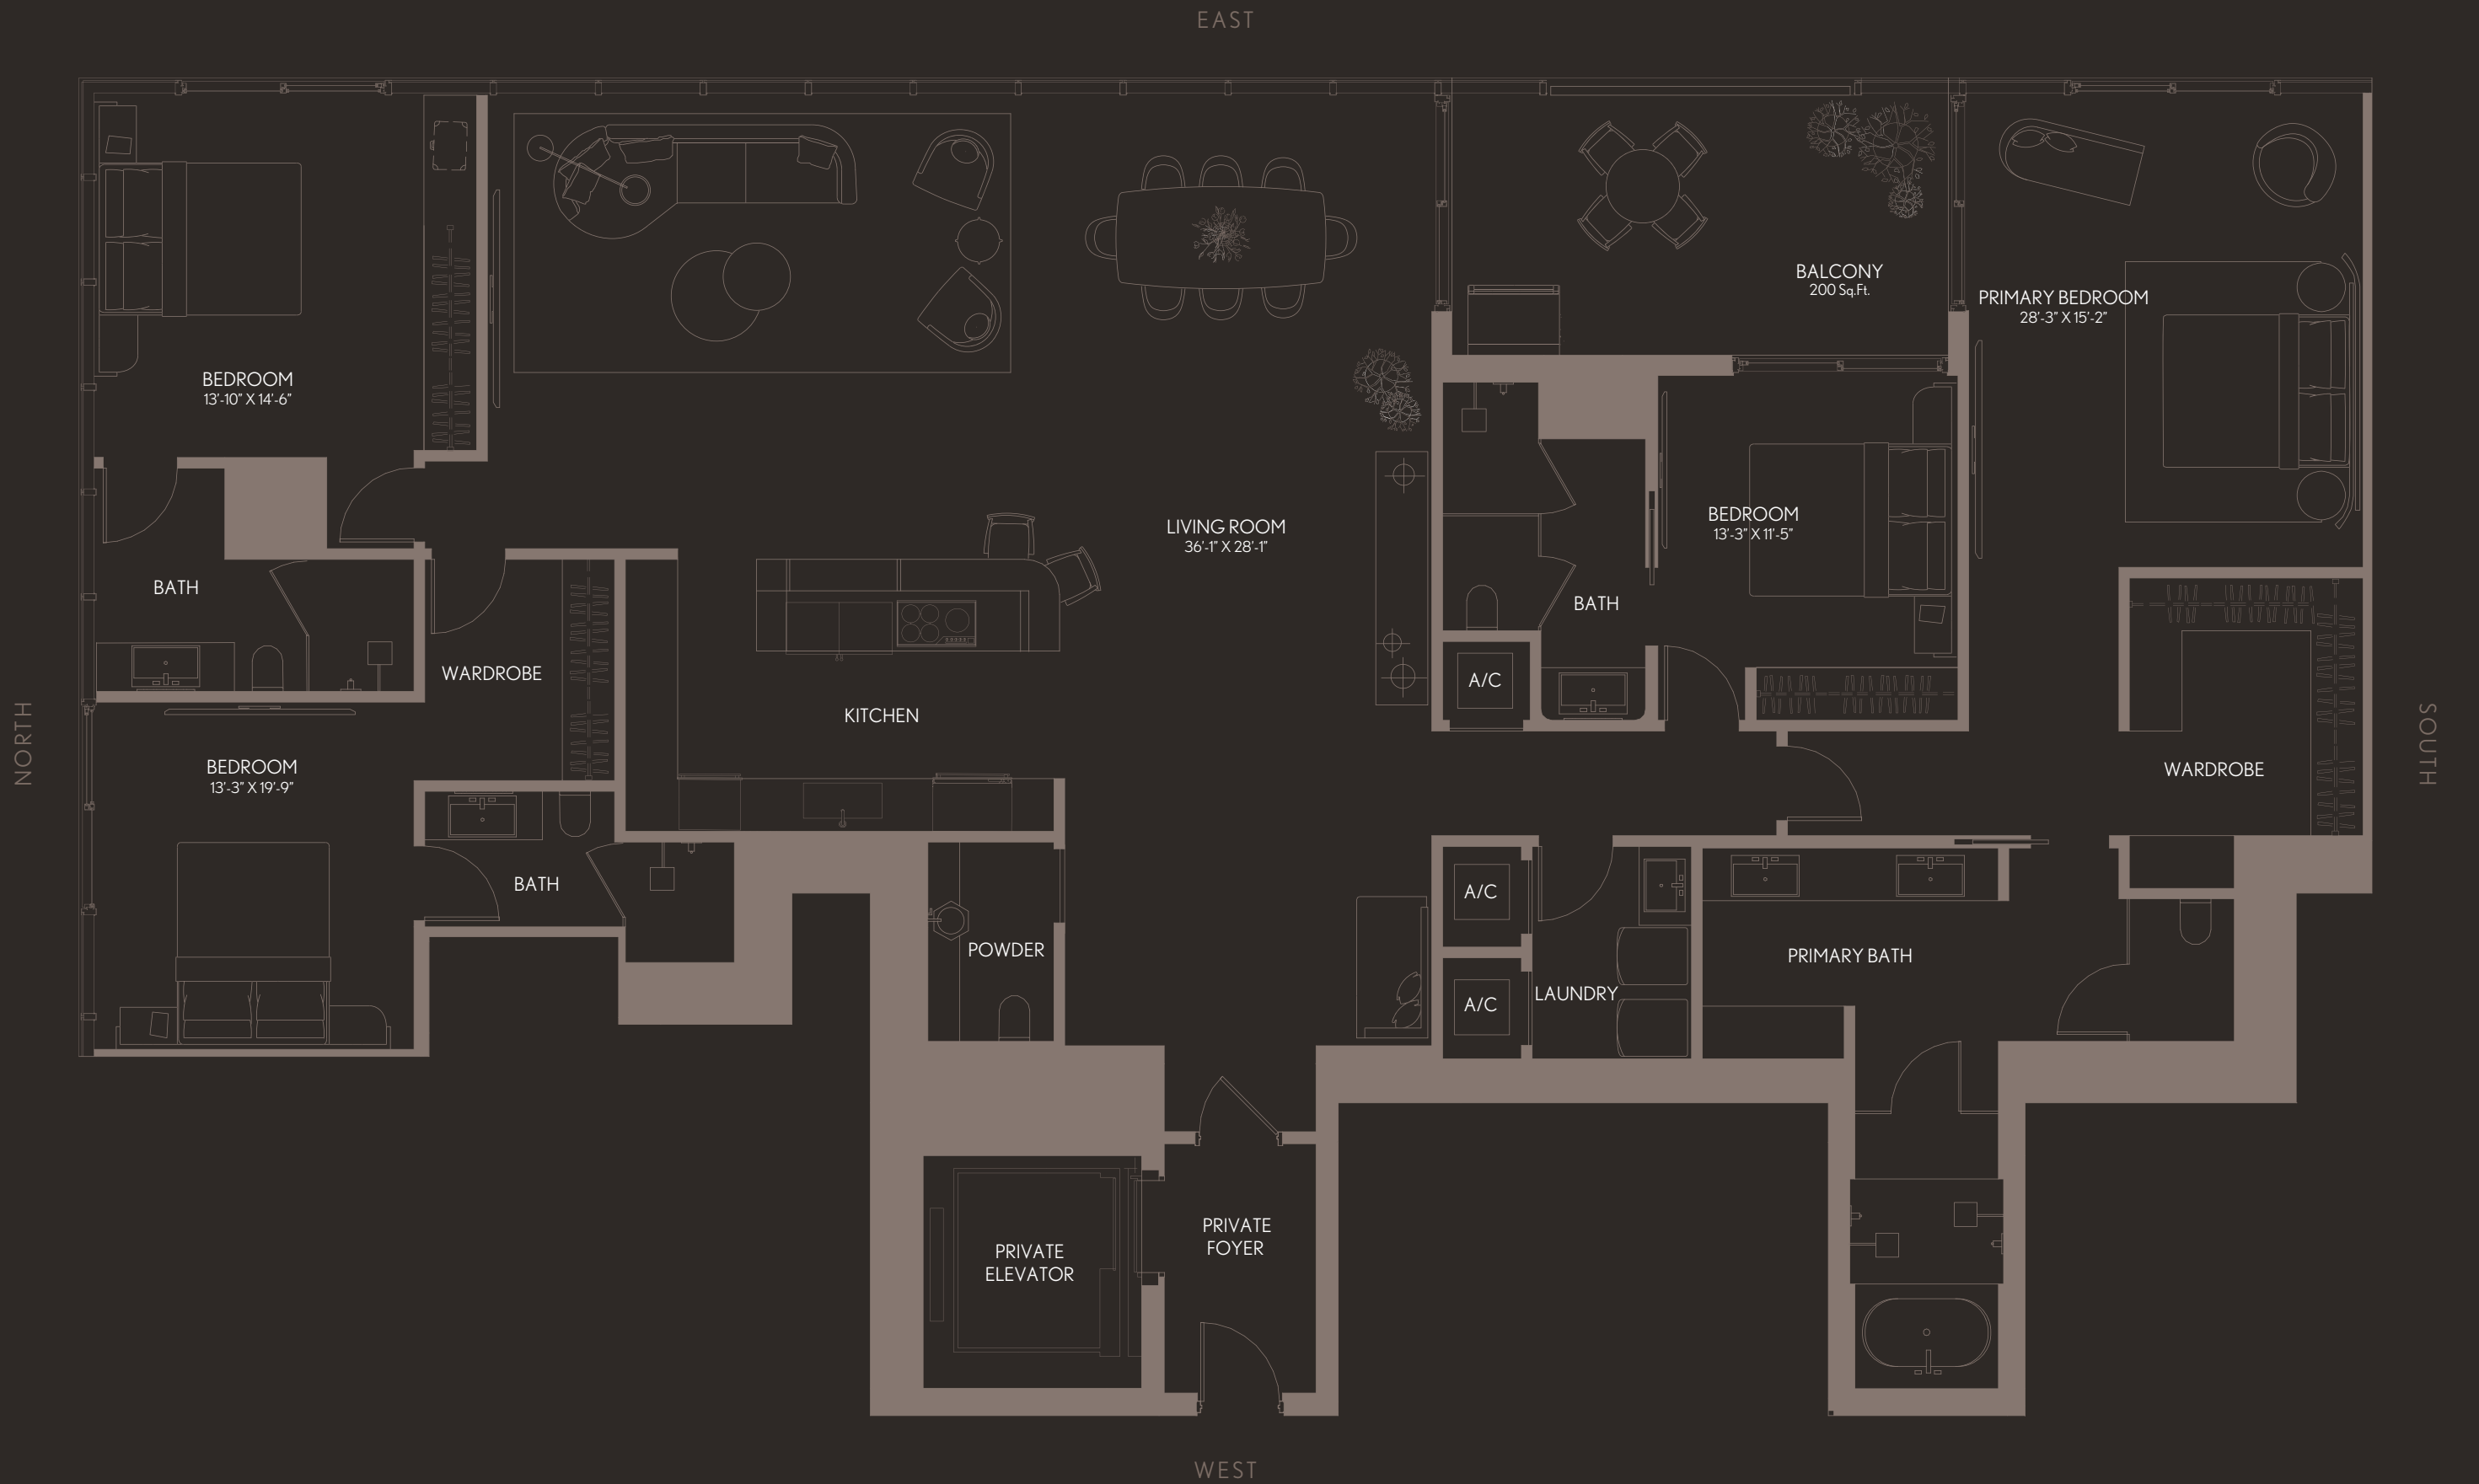 EAST
BALCONY
200 Sq.Ft.
PRIMARY BEDROOM
28'-3" X 15'-2"
BEDROOM
13'-10" X 14'-6"
LIVING ROOM
36'-1" X 28'-1"
BEDROOM
13'-3" X 11'-5"
BATH
BATH
WARDROBE
A/C
KITCHEN
NORTH
SOUTH
BEDROOM
13'-3" X 19'-9"
WARDROBE
BATH
A/C
POWDER
PRIMARY BATH
LAUNDRY
A/C
PRIVATE
FOYER
PRIVATE
ELEVATOR
WEST